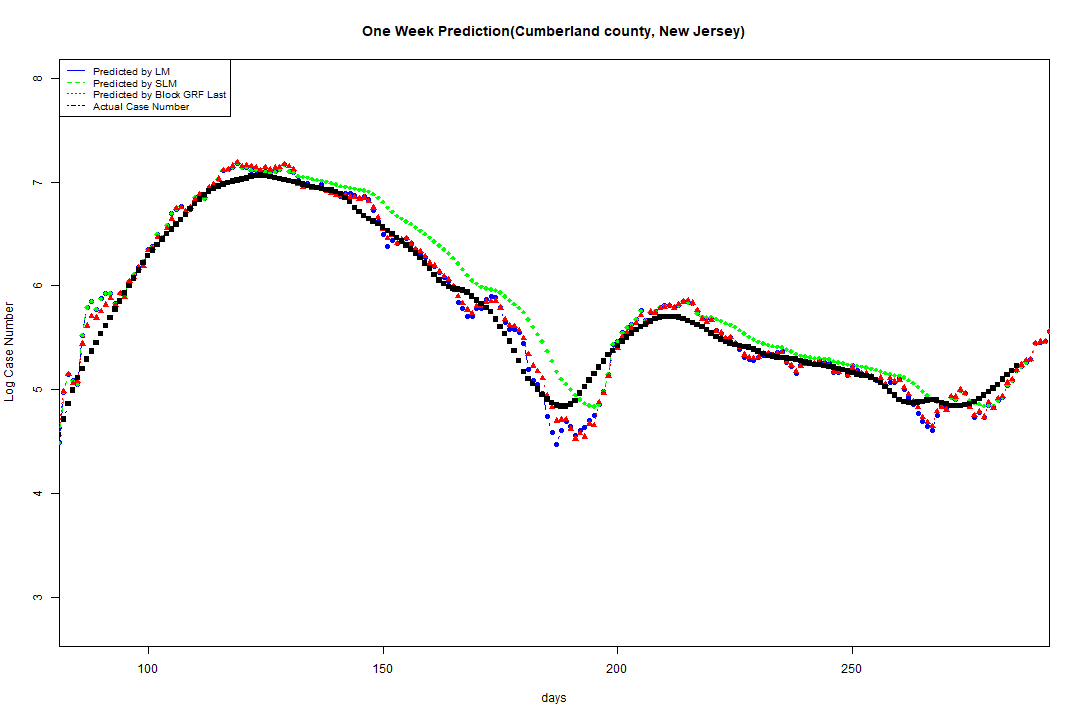 One Week Prediction(Cumberland county, New Jersey)
Predicted by LM
Predicted by SLM
Predicted by Block GRF Last
Actual Case Number
8
7
6
5
4
3
Log Case Number
100 150 200 250
days